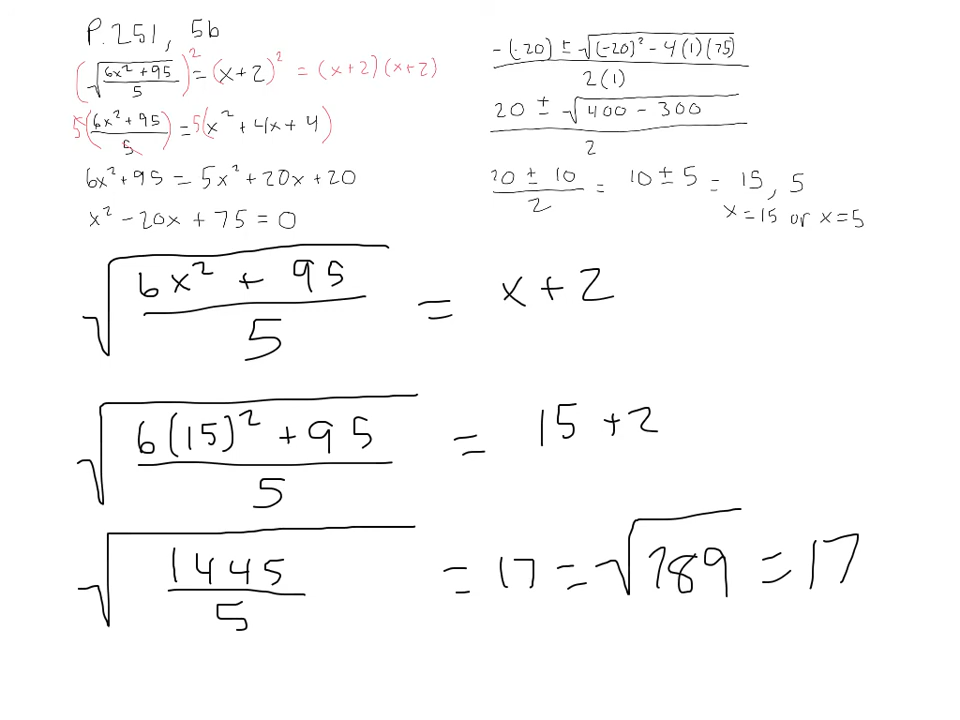 P.251, 5b
(√((6x² + 95)/5))² = (x+2)² = (x+2)(x+2)
5((6x² + 95)/5) = 5(x² + 4x + 4)
6x² + 95 = 5x² + 20x + 20
x² - 20x + 75 = 0
(-(-20) ± √((-20)² - 4(1)(75)))/(2(1))
(20 ± √(400 - 300))/2
(20 ± 10)/2 = 10 ± 5 = 15, 5
x=15 or x=5
√((6x² + 95)/5) = x + 2
√((6(15)² + 95)/5) = 15 + 2
√(1445/5) = 17 = √289 = 17